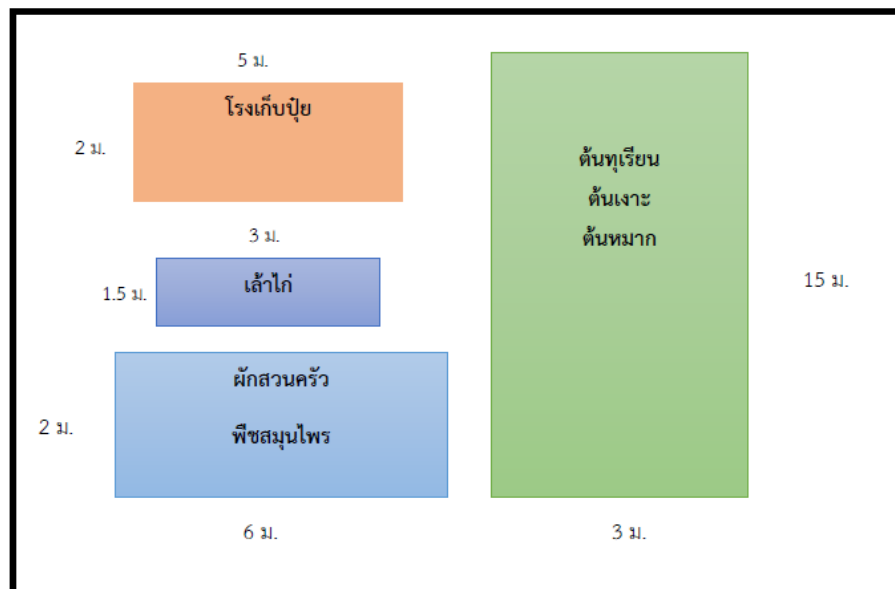 5 ม.
โรงเก็บปุ๋ย
2 ม.
3 ม.
เล้าไก่
1.5 ม.
ผักสวนครัว
พืชสมุนไพร
2 ม.
6 ม.
ต้นทุเรียน
ต้นเงาะ
ต้นหมาก
15 ม.
3 ม.